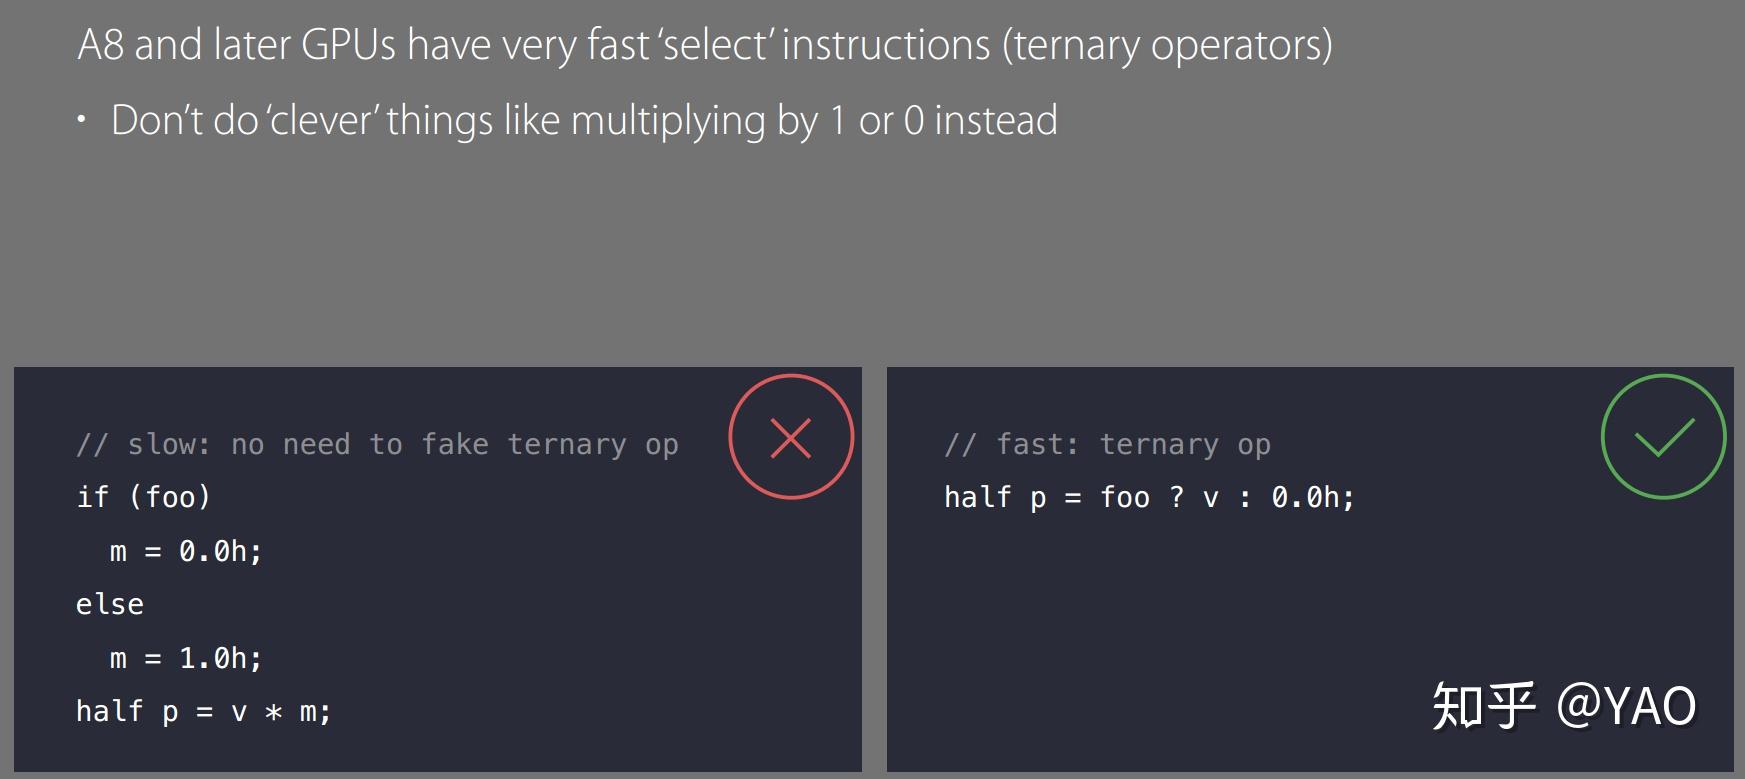 A8 and later GPUs have very fast ‘select’ instructions (ternary operators)
• Don’t do ‘clever’ things like multiplying by 1 or 0 instead
// slow: no need to fake ternary op
if (foo)
  m = 0.0h;
else
  m = 1.0h;
half p = v * m;
// fast: ternary op
half p = foo ? v : 0.0h;
知乎 @YAO